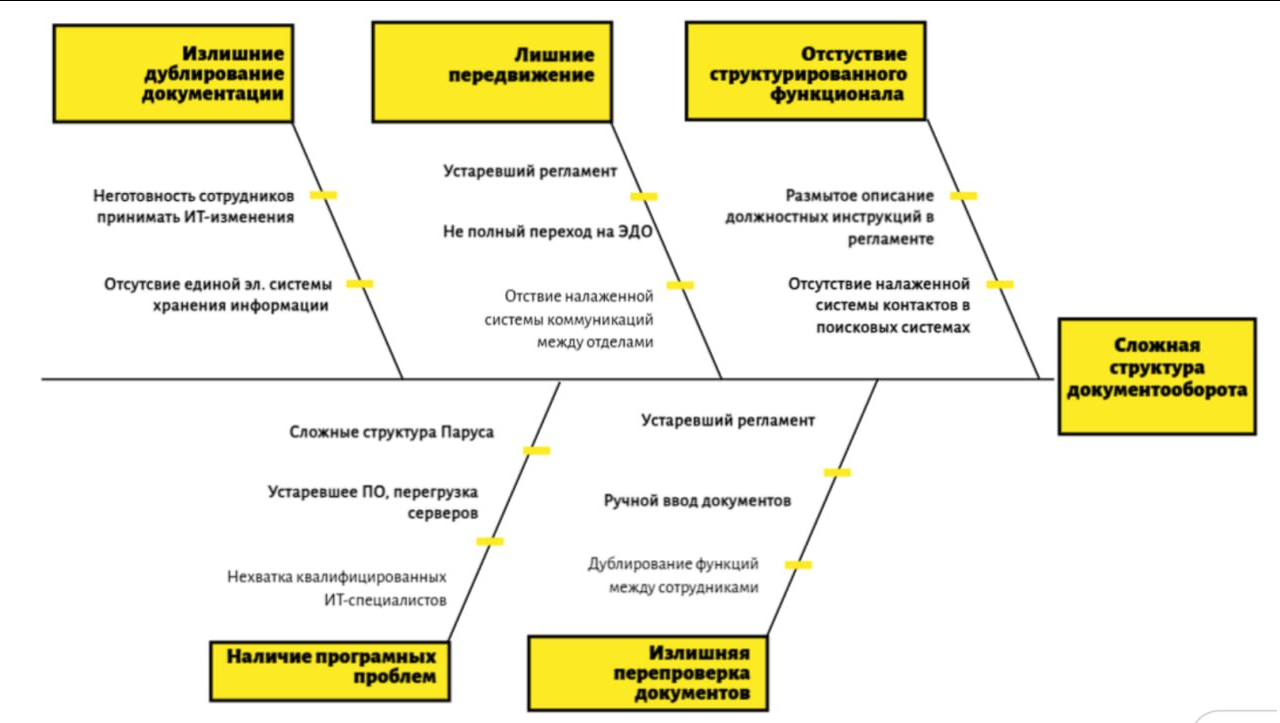 Излишние
дублирование
документации
Лишние
передвижение
Отстуствие
структурированного
функционала
Неготовность сотрудников
принимать ИТ-изменения
Отсутсвие единой эл. системы
хранения информации
Устаревший регламент
Не полный переход на ЭДО
Отствие налаженной
системы коммуникаций
между отделами
Размытое описание
должностных инструкций в
регламенте
Отсутствие налаженной
системы контактов в
поисковых системах
Сложная
структура
документооборота
Сложные структура Паруса
Устаревшее ПО, перегрузка
серверов
Нехватка квалифицированных
ИТ-специалистов
Наличие програмных
проблем
Устаревший регламент
Ручной ввод документов
Дублирование функций
между сотрудниками
Излишняя
перепроверка
документов